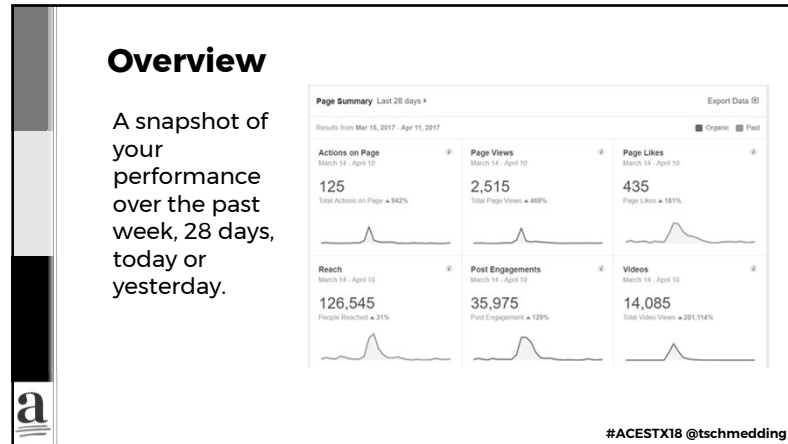 Overview
A snapshot of
your
performance
over the past
week, 28 days,
today or
yesterday.
Page Summary Last 28 days
Export Data
Results from Mar 15, 2017 - Apr 11, 2017
Organic Paid
Actions on Page
March 14 - April 10
125
Total Actions on Page ▲ 942%
Page Views
March 14 - April 10
2,515
Total Page Views ▲ 469%
Page Likes
March 14 - April 10
435
Page Likes ▲ 181%
Reach
March 14 - April 10
126,545
People Reached ▲ 31%
Post Engagements
March 14 - April 10
35,975
Post Engagement ▲ 129%
Videos
March 14 - April 10
14,085
Total Video Views ▲ 201,114%
a
#ACESTX18 @tschmedding